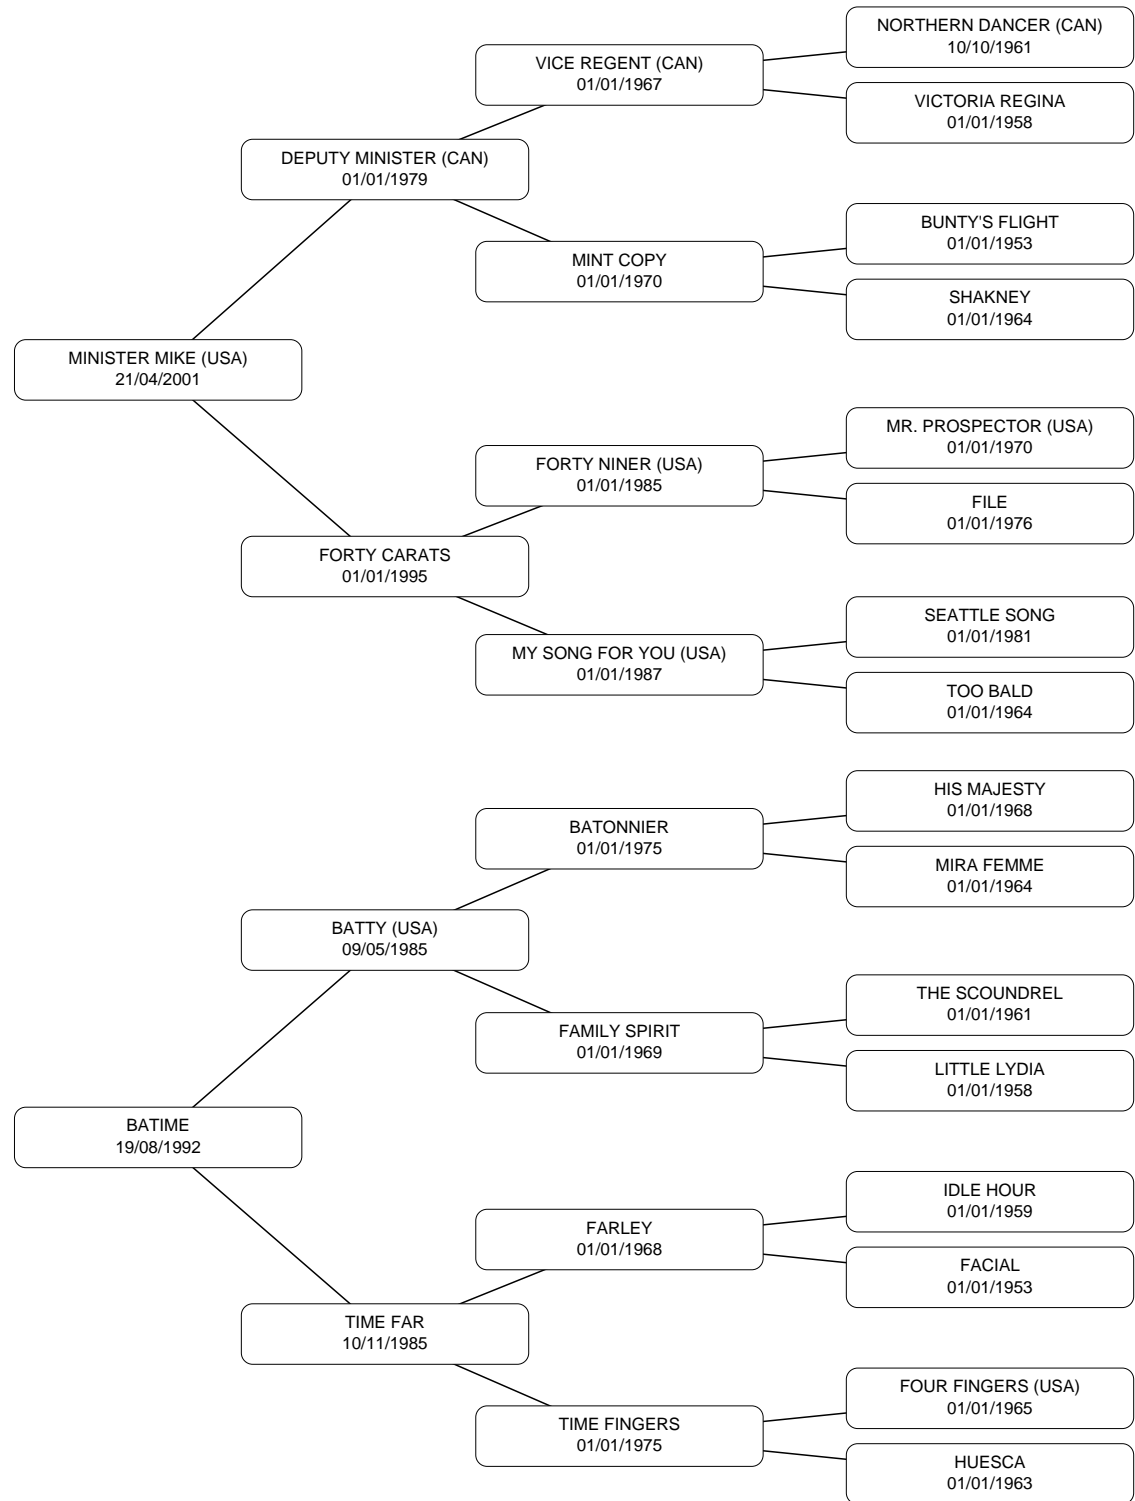 NORTHERN DANCER (CAN)
10/10/1961
VICE REGENT (CAN)
01/01/1967
VICTORIA REGINA
01/01/1958
DEPUTY MINISTER (CAN)
01/01/1979
BUNTY'S FLIGHT
01/01/1953
MINT COPY
01/01/1970
SHAKNEY
01/01/1964
MINISTER MIKE (USA)
21/04/2001
MR. PROSPECTOR (USA)
01/01/1970
FORTY NINER (USA)
01/01/1985
FILE
01/01/1976
FORTY CARATS
01/01/1995
SEATTLE SONG
01/01/1981
MY SONG FOR YOU (USA)
01/01/1987
TOO BALD
01/01/1964
HIS MAJESTY
01/01/1968
BATONNIER
01/01/1975
MIRA FEMME
01/01/1964
BATTY (USA)
09/05/1985
THE SCOUNDREL
01/01/1961
FAMILY SPIRIT
01/01/1969
LITTLE LYDIA
01/01/1958
BATIME
19/08/1992
IDLE HOUR
01/01/1959
FARLEY
01/01/1968
FACIAL
01/01/1953
TIME FAR
10/11/1985
FOUR FINGERS (USA)
01/01/1965
TIME FINGERS
01/01/1975
HUESCA
01/01/1963